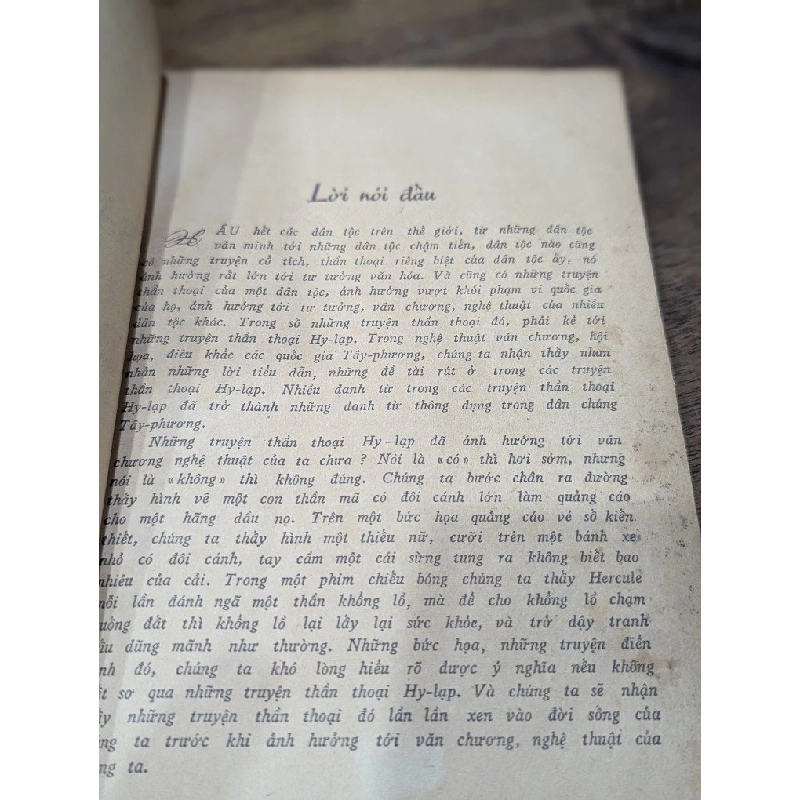 Lời nói đầu
HẦU hết các dân tộc trên thế giới, từ những dân tộc
văn minh tới những dân tộc chậm tiến, dân tộc nào cũng
có những truyện cổ tích, thần thoại riêng biệt của dân tộc ấy, nó
ảnh hưởng rất lớn tới tư tưởng văn hóa. Và cũng có những truyện
thần thoại của một dân tộc, ảnh hưởng vượt khỏi phạm vi quốc gia
của họ, ảnh hưởng tới tư tưởng, văn chương, nghệ thuật của nhiều
dân tộc khác. Trong số những truyện thần thoại đó, phải kể tới
những truyện thần thoại Hy-lạp. Trong nghệ thuật văn chương, hội
họa, điêu khắc các quốc gia Tây-phương, chúng ta nhận thấy nhan
nhản những lời tiểu dẫn, những đề tài rất ở trong các truyện
thần thoại Hy-lạp. Nhiều danh từ trong các truyện thần thoại
Hy-lạp đã trở thành những danh từ thông dụng trong dân chúng
Tây-phương.
Những truyện thần thoại Hy-lạp đã ảnh hưởng tới văn
chương nghệ thuật của ta chưa ? Nói là «có» thì hơi sớm, nhưng
nói là «không» thì không đúng. Chúng ta bước chân ra đường
thấy hình vẽ một con thần mã có đôi cánh lớn làm quảng cáo
cho một hãng dầu nọ. Trên một bức họa quảng cáo vé số kiến
thiết, chúng ta thấy hình một thiếu nữ, cưỡi trên một bánh xe
nhỏ có đôi cánh, tay cầm một cái sừng tung ra không biết bao
nhiêu của cải. Trong một phim chiếu bóng chúng ta thấy Hercule
mỗi lần đánh ngã một thần khổng lồ, mà để cho khổng lồ chạm
xuống đất thì khổng lồ lại lấy lại sức khỏe, và trở dậy tranh
đấu dũng mãnh như thường. Những bức họa, những truyện điển
ảnh đó, chúng ta khó lòng hiểu rõ được ý nghĩa nếu không
sơ qua những truyện thần thoại Hy-lạp. Và chúng ta sẽ nhận
thấy những truyện thần thoại đó lần lần xen vào đời sống của
chúng ta trước khi ảnh hưởng tới văn chương, nghệ thuật của
chúng ta.